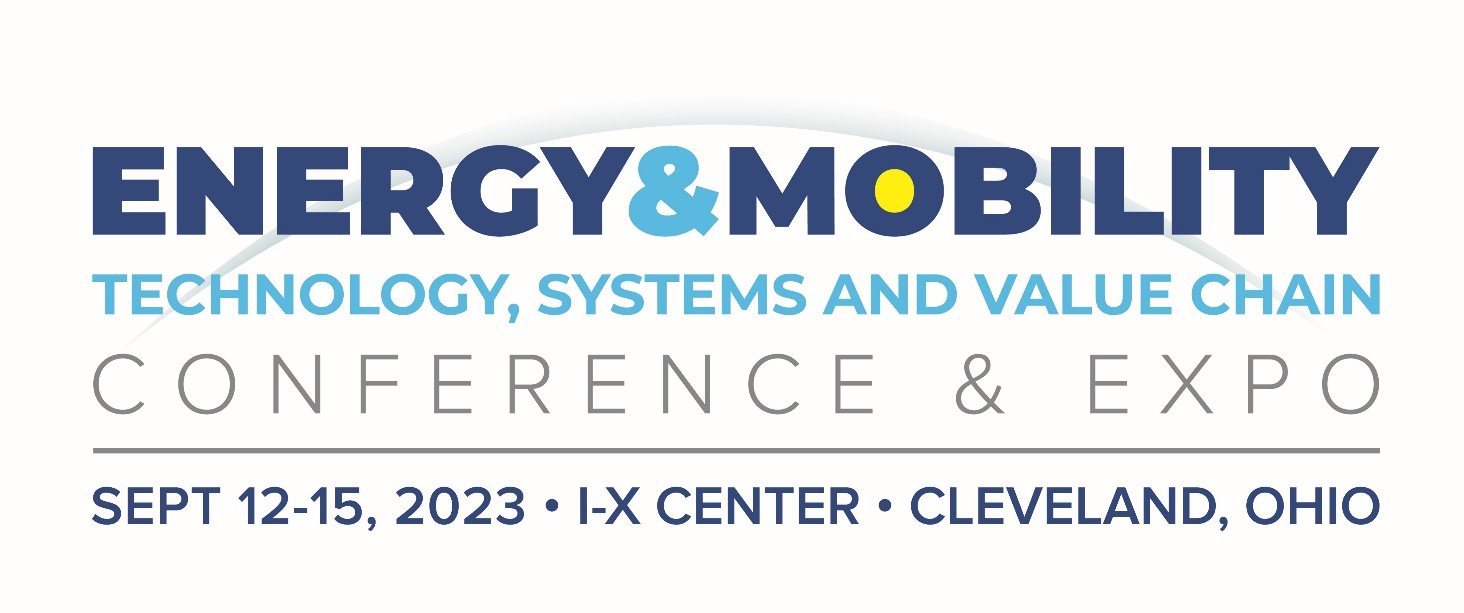 ENERGY&MOBILITY
TECHNOLOGY, SYSTEMS AND VALUE CHAIN
CONFERENCE & EXPO
SEPT 12-15, 2023 • I-X CENTER • CLEVELAND, OHIO